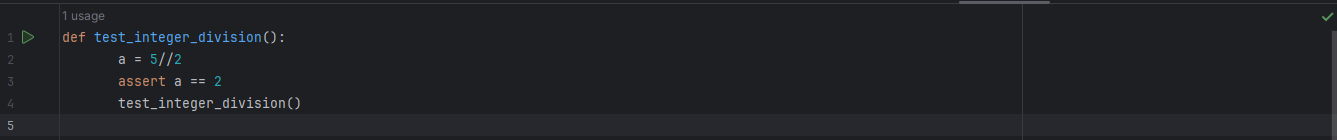 1 usage
1 def test_integer_division():
2 a = 5//2
3 assert a == 2
4 test_integer_division()
5